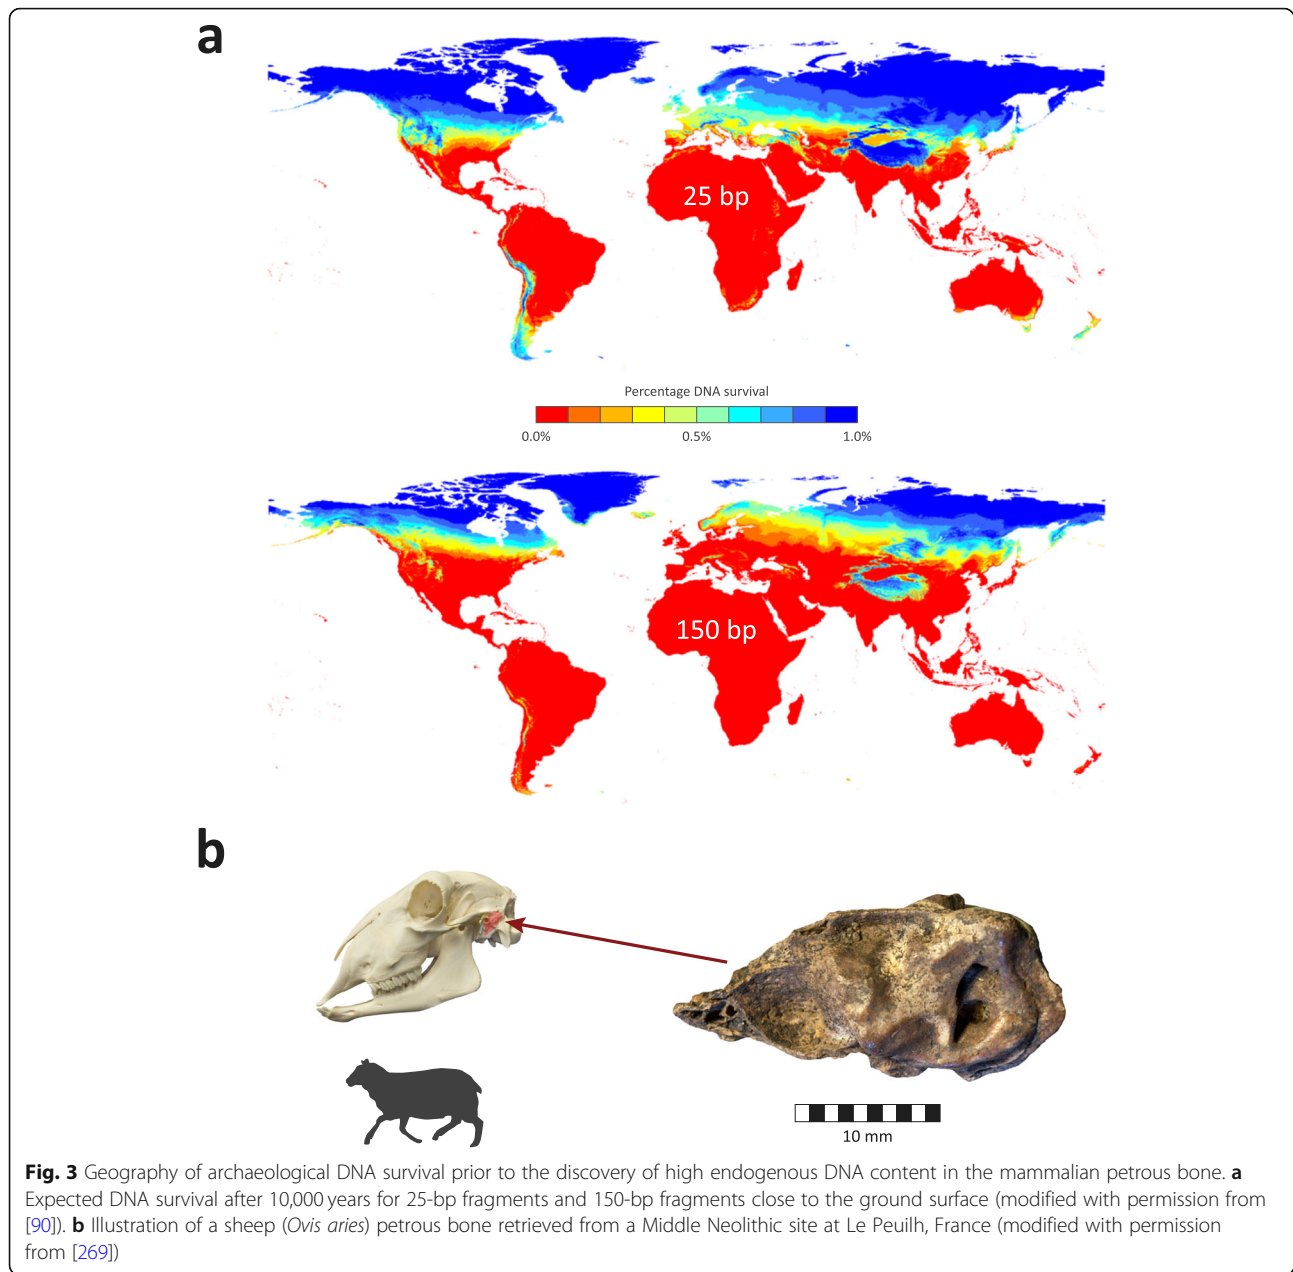 a
25 bp
Percentage DNA survival
0.0% 0.5% 1.0%
150 bp
b
10 mm
Fig. 3 Geography of archaeological DNA survival prior to the discovery of high endogenous DNA content in the mammalian petrous bone. a
Expected DNA survival after 10,000 years for 25-bp fragments and 150-bp fragments close to the ground surface (modified with permission from
[90]). b Illustration of a sheep (Ovis aries) petrous bone retrieved from a Middle Neolithic site at Le Peuilh, France (modified with permission
from [269])